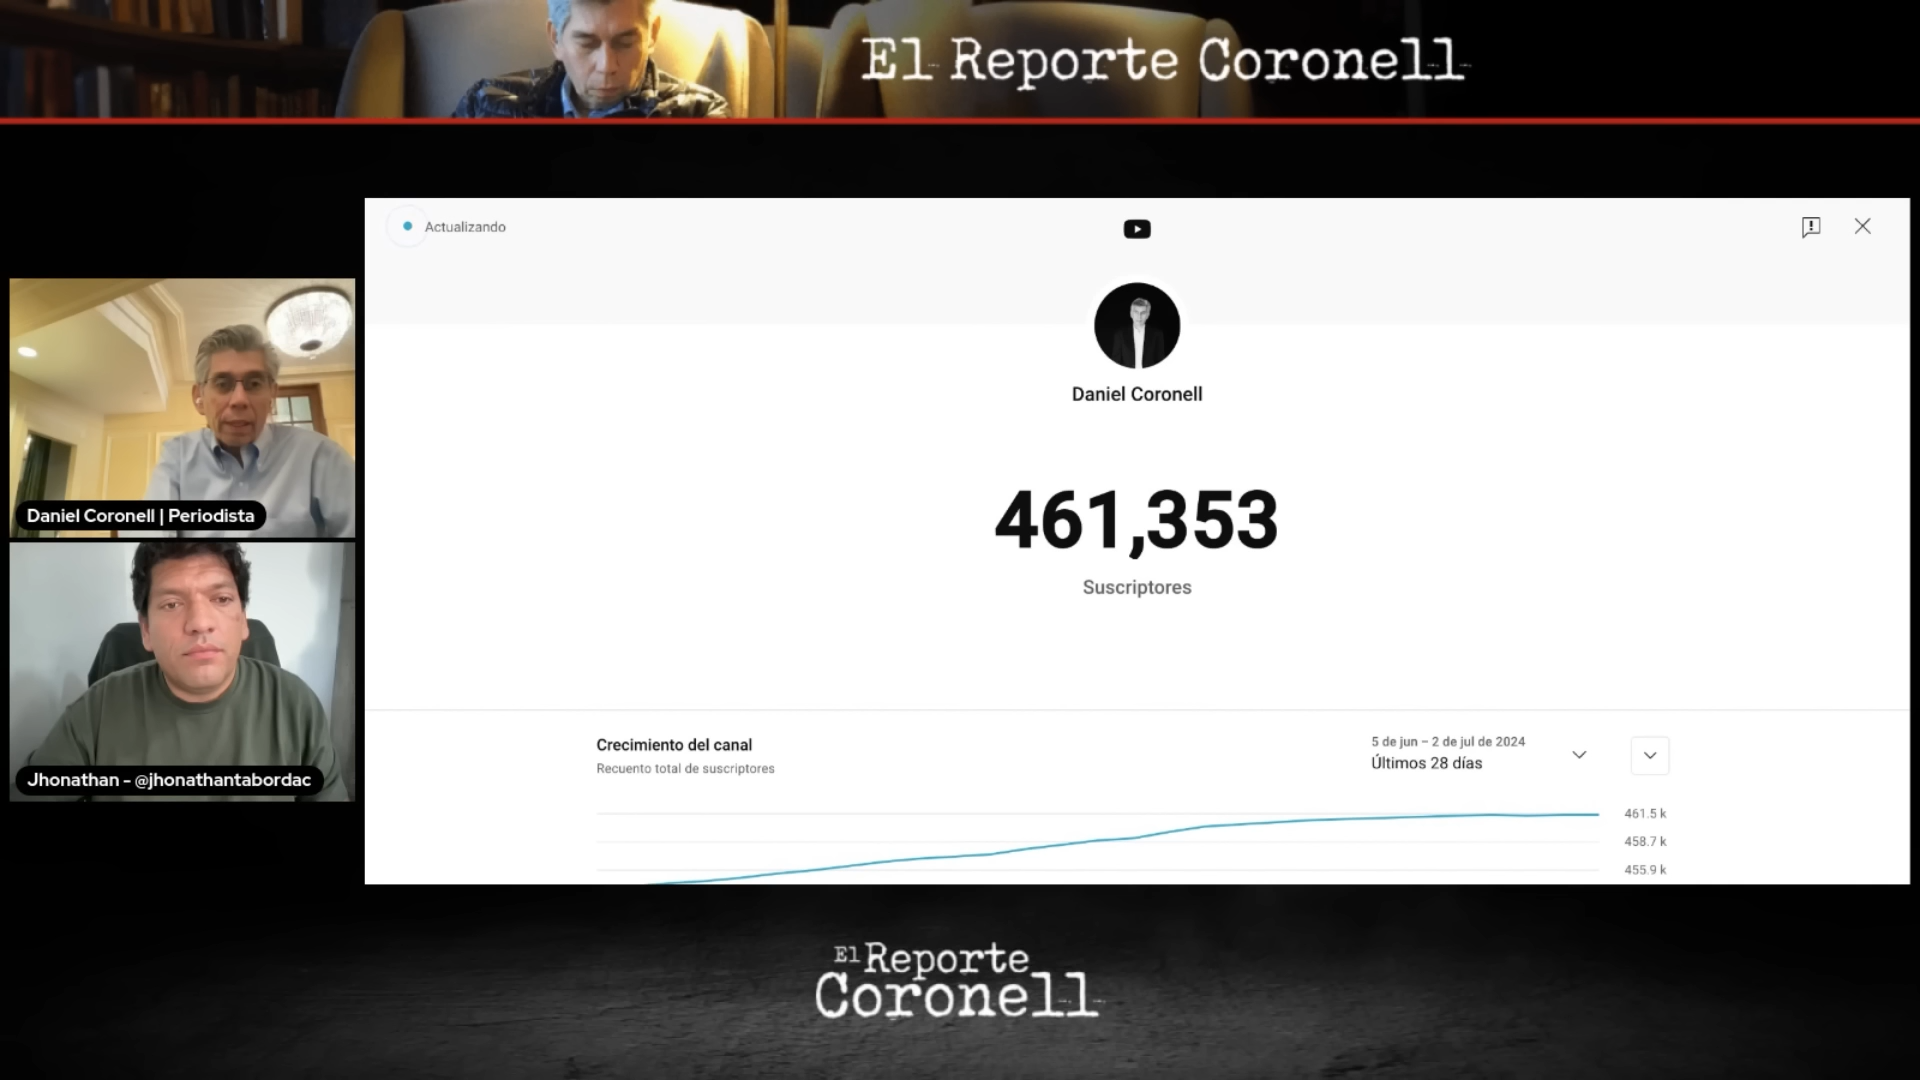 El Reporte Coronell
Actualizando
Daniel Coronell
461,353
Suscriptores
Daniel Coronell | Periodista
Jhonathan - @jhonathantabordac
Crecimiento del canal
Recuento total de suscriptores
5 de jun – 2 de jul de 2024
Últimos 28 días
461.5 k
458.7 k
455.9 k
El Reporte
Coronell